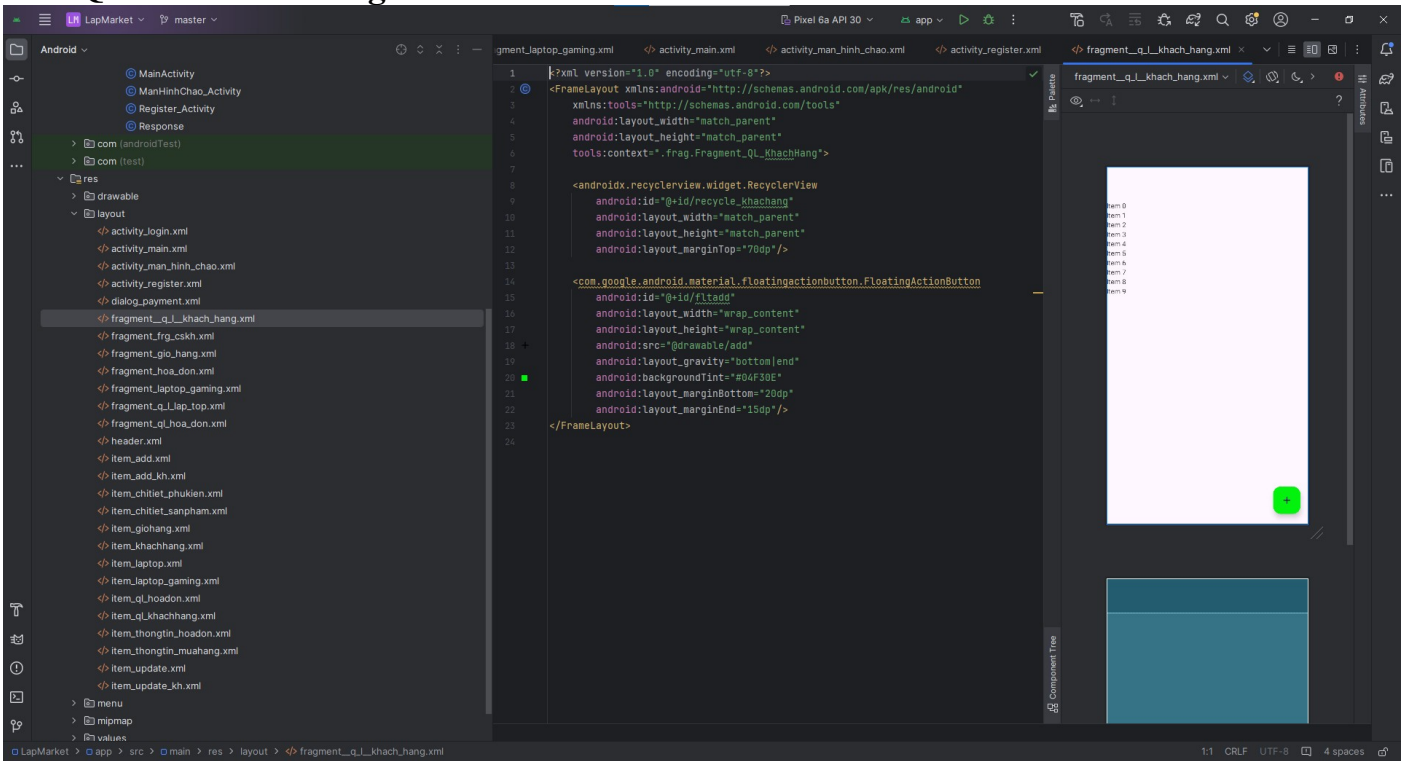 LM LapMarket master Pixel 6a API 30 app
Android
gment_laptop_gaming.xml activity_main.xml activity_man_hinh_chao.xml activity_register.xml fragment__q_l__khach_hang.xml
MainActivity
ManHinhChao_Activity
Register_Activity
Response
com (androidTest)
com (test)
res
drawable
layout
activity_login.xml
activity_main.xml
activity_man_hinh_chao.xml
activity_register.xml
dialog_payment.xml
fragment__q_l__khach_hang.xml
fragment_frg_cskh.xml
fragment_gio_hang.xml
fragment_hoa_don.xml
fragment_laptop_gaming.xml
fragment_q_l_lap_top.xml
fragment_ql_hoa_don.xml
header.xml
item_add.xml
item_add_kh.xml
item_chitiet_phukien.xml
item_chitiet_sanpham.xml
item_giohang.xml
item_khachhang.xml
item_laptop.xml
item_laptop_gaming.xml
item_ql_hoadon.xml
item_ql_khachhang.xml
item_thongtin_hoadon.xml
item_thongtin_muahang.xml
item_update.xml
item_update_kh.xml
menu
mipmap
values
1 <?xml version="1.0" encoding="utf-8"?>
2 <FrameLayout xmlns:android="http://schemas.android.com/apk/res/android"
3 xmlns:tools="http://schemas.android.com/tools"
4 android:layout_width="match_parent"
5 android:layout_height="match_parent"
6 tools:context=".frag.Fragment_QL_KhachHang">
7
8 <androidx.recyclerview.widget.RecyclerView
9 android:id="@+id/recycle_khachang"
10 android:layout_width="match_parent"
11 android:layout_height="match_parent"
12 android:layout_marginTop="70dp"/>
13
14 <com.google.android.material.floatingactionbutton.FloatingActionButton
15 android:id="@+id/fltadd"
16 android:layout_width="wrap_content"
17 android:layout_height="wrap_content"
18 android:src="@drawable/add"
19 android:layout_gravity="bottom|end"
20 android:backgroundTint="#04F30E"
21 android:layout_marginBottom="20dp"
22 android:layout_marginEnd="15dp"/>
23 </FrameLayout>
24
Palette
Component Tree
fragment__q_l__khach_hang.xml
Attributes
Item 0
Item 1
Item 2
Item 3
Item 4
Item 5
Item 6
Item 7
Item 8
Item 9
LapMarket > app > src > main > res > layout > fragment__q_l__khach_hang.xml
1:1 CRLF UTF-8 4 spaces